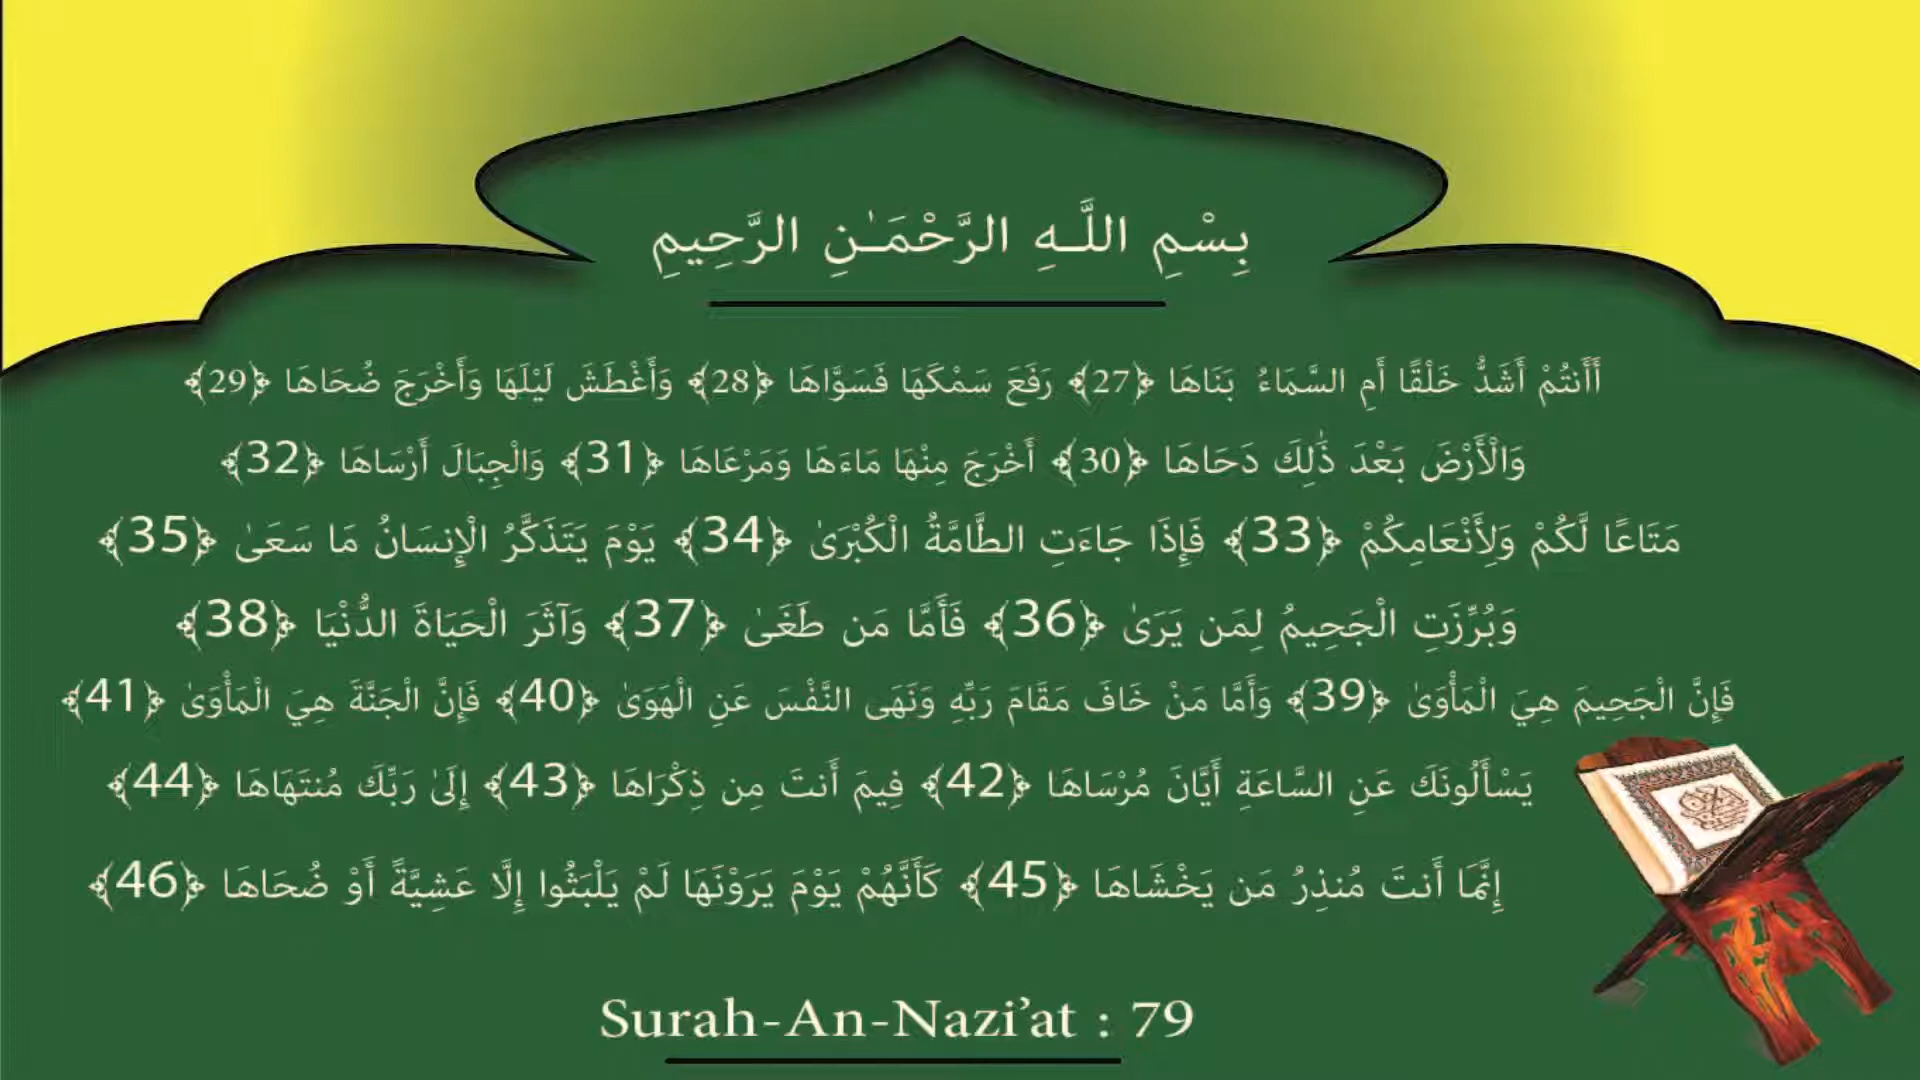 بِسْمِ اللَّـهِ الرَّحْمَـٰنِ الرَّحِيمِ
أَأَنتُمْ أَشَدُّ خَلْقًا أَمِ السَّمَاءُ بَنَاهَا ﴿27﴾ رَفَعَ سَمْكَهَا فَسَوَّاهَا ﴿28﴾ وَأَغْطَشَ لَيْلَهَا وَأَخْرَجَ ضُحَاهَا ﴿29﴾
وَالْأَرْضَ بَعْدَ ذَٰلِكَ دَحَاهَا ﴿30﴾ أَخْرَجَ مِنْهَا مَاءَهَا وَمَرْعَاهَا ﴿31﴾ وَالْجِبَالَ أَرْسَاهَا ﴿32﴾
مَتَاعًا لَّكُمْ وَلِأَنْعَامِكُمْ ﴿33﴾ فَإِذَا جَاءَتِ الطَّامَّةُ الْكُبْرَىٰ ﴿34﴾ يَوْمَ يَتَذَكَّرُ الْإِنسَانُ مَا سَعَىٰ ﴿35﴾
وَبُرِّزَتِ الْجَحِيمُ لِمَن يَرَىٰ ﴿36﴾ فَأَمَّا مَن طَغَىٰ ﴿37﴾ وَآثَرَ الْحَيَاةَ الدُّنْيَا ﴿38﴾
فَإِنَّ الْجَحِيمَ هِيَ الْمَأْوَىٰ ﴿39﴾ وَأَمَّا مَنْ خَافَ مَقَامَ رَبِّهِ وَنَهَى النَّفْسَ عَنِ الْهَوَىٰ ﴿40﴾ فَإِنَّ الْجَنَّةَ هِيَ الْمَأْوَىٰ ﴿41﴾
يَسْأَلُونَكَ عَنِ السَّاعَةِ أَيَّانَ مُرْسَاهَا ﴿42﴾ فِيمَ أَنتَ مِن ذِكْرَاهَا ﴿43﴾ إِلَىٰ رَبِّكَ مُنتَهَاهَا ﴿44﴾
إِنَّمَا أَنتَ مُنذِرُ مَن يَخْشَاهَا ﴿45﴾ كَأَنَّهُمْ يَوْمَ يَرَوْنَهَا لَمْ يَلْبَثُوا إِلَّا عَشِيَّةً أَوْ ضُحَاهَا ﴿46﴾
Surah-An-Nazi’at : 79